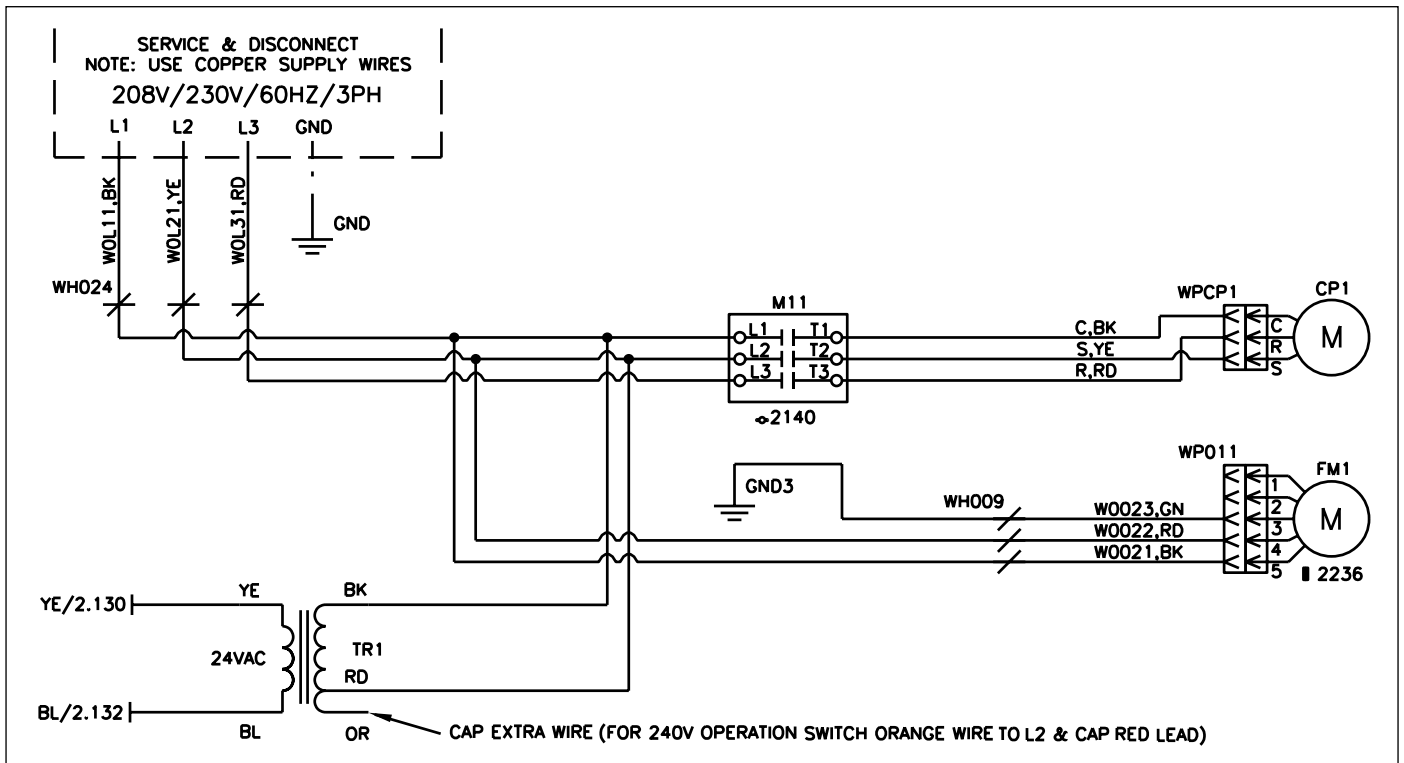 SERVICE & DISCONNECT
NOTE: USE COPPER SUPPLY WIRES
208V/230V/60HZ/3PH
L1 L2 L3 GND
W0L11,BK
W0L21,YE
W0L31,RD
GND
WH024
M11
L1 T1
L2 T2
L3 T3
2140
C,BK
S,YE
R,RD
WPCP1
CP1
C
R
S
M
GND3
WH009
W0023,GN
W0022,RD
W0021,BK
WP011
FM1
1
2
3
4
5
M
2236
YE/2.130
YE
BK
24VAC
TR1
RD
BL/2.132
BL
OR
CAP EXTRA WIRE (FOR 240V OPERATION SWITCH ORANGE WIRE TO L2 & CAP RED LEAD)